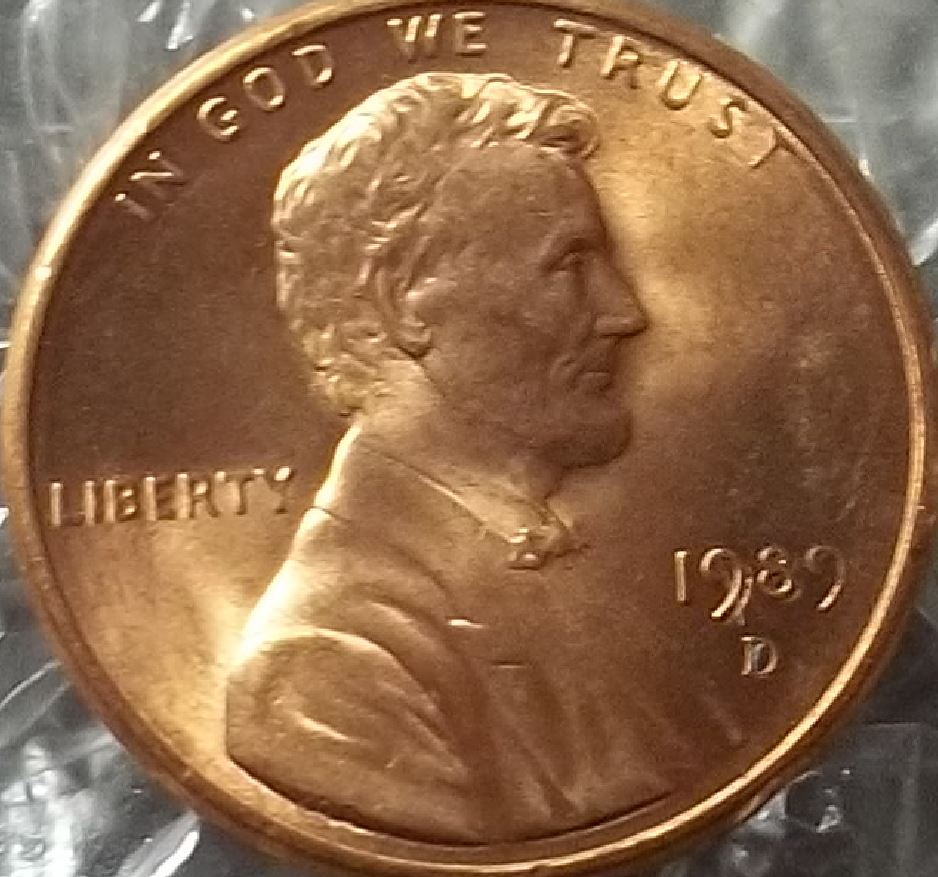 IN GOD WE TRUST
LIBERTY
1989
D